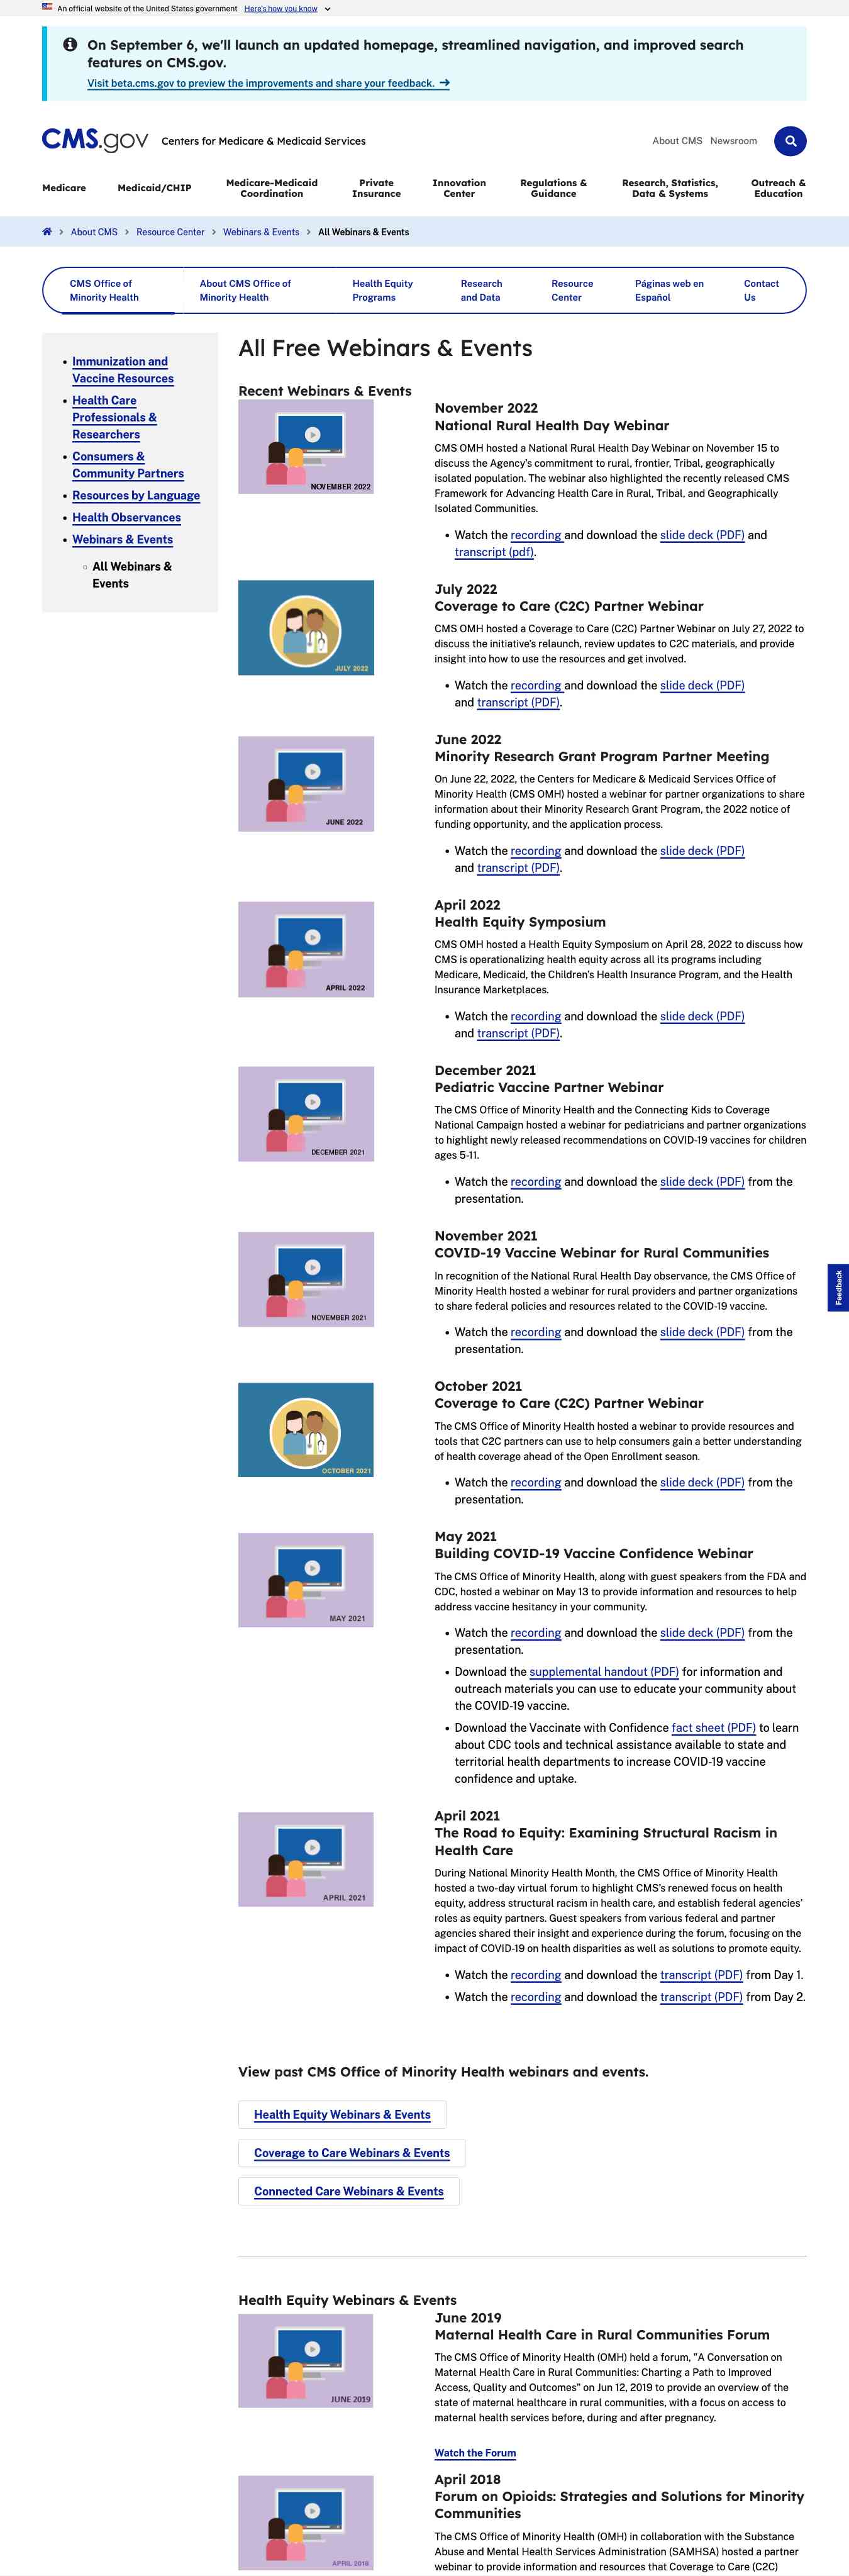 An official website of the United States government Here's how you know
On September 6, we'll launch an updated homepage, streamlined navigation, and improved search
features on CMS.gov.
Visit beta.cms.gov to preview the improvements and share your feedback.
CMS.gov Centers for Medicare & Medicaid Services
About CMS Newsroom
Medicare
Medicaid/CHIP
Medicare-Medicaid
Coordination
Private
Insurance
Innovation
Center
Regulations &
Guidance
Research, Statistics,
Data & Systems
Outreach &
Education
About CMS > Resource Center > Webinars & Events > All Webinars & Events
CMS Office of
Minority Health
About CMS Office of
Minority Health
Health Equity
Programs
Research
and Data
Resource
Center
Páginas web en
Español
Contact
Us
Immunization and
Vaccine Resources
Health Care
Professionals &
Researchers
Consumers &
Community Partners
Resources by Language
Health Observances
Webinars & Events
All Webinars &
Events
All Free Webinars & Events
Recent Webinars & Events
NOVEMBER 2022
November 2022
National Rural Health Day Webinar
CMS OMH hosted a National Rural Health Day Webinar on November 15 to
discuss the Agency's commitment to rural, frontier, Tribal, geographically
isolated population. The webinar also highlighted the recently released CMS
Framework for Advancing Health Care in Rural, Tribal, and Geographically
Isolated Communities.
Watch the recording and download the slide deck (PDF) and
transcript (pdf).
JULY 2022
July 2022
Coverage to Care (C2C) Partner Webinar
CMS OMH hosted a Coverage to Care (C2C) Partner Webinar on July 27, 2022 to
discuss the initiative's relaunch, review updates to C2C materials, and provide
insight into how to use the resources and get involved.
Watch the recording and download the slide deck (PDF)
and transcript (PDF).
JUNE 2022
June 2022
Minority Research Grant Program Partner Meeting
On June 22, 2022, the Centers for Medicare & Medicaid Services Office of
Minority Health (CMS OMH) hosted a webinar for partner organizations to share
information about their Minority Research Grant Program, the 2022 notice of
funding opportunity, and the application process.
Watch the recording and download the slide deck (PDF)
and transcript (PDF).
APRIL 2022
April 2022
Health Equity Symposium
CMS OMH hosted a Health Equity Symposium on April 28, 2022 to discuss how
CMS is operationalizing health equity across all its programs including
Medicare, Medicaid, the Children's Health Insurance Program, and the Health
Insurance Marketplaces.
Watch the recording and download the slide deck (PDF)
and transcript (PDF).
DECEMBER 2021
December 2021
Pediatric Vaccine Partner Webinar
The CMS Office of Minority Health and the Connecting Kids to Coverage
National Campaign hosted a webinar for pediatricians and partner organizations
to highlight newly released recommendations on COVID-19 vaccines for children
ages 5-11.
Watch the recording and download the slide deck (PDF) from the
presentation.
NOVEMBER 2021
November 2021
COVID-19 Vaccine Webinar for Rural Communities
In recognition of the National Rural Health Day observance, the CMS Office of
Minority Health hosted a webinar for rural providers and partner organizations
to share federal policies and resources related to the COVID-19 vaccine.
Watch the recording and download the slide deck (PDF) from the
presentation.
Feedback
OCTOBER 2021
October 2021
Coverage to Care (C2C) Partner Webinar
The CMS Office of Minority Health hosted a webinar to provide resources and
tools that C2C partners can use to help consumers gain a better understanding
of health coverage ahead of the Open Enrollment season.
Watch the recording and download the slide deck (PDF) from the
presentation.
MAY 2021
May 2021
Building COVID-19 Vaccine Confidence Webinar
The CMS Office of Minority Health, along with guest speakers from the FDA and
CDC, hosted a webinar on May 13 to provide information and resources to help
address vaccine hesitancy in your community.
Watch the recording and download the slide deck (PDF) from the
presentation.
Download the supplemental handout (PDF) for information and
outreach materials you can use to educate your community about
the COVID-19 vaccine.
Download the Vaccinate with Confidence fact sheet (PDF) to learn
about CDC tools and technical assistance available to state and
territorial health departments to increase COVID-19 vaccine
confidence and uptake.
APRIL 2021
April 2021
The Road to Equity: Examining Structural Racism in
Health Care
During National Minority Health Month, the CMS Office of Minority Health
hosted a two-day virtual forum to highlight CMS's renewed focus on health
equity, address structural racism in health care, and establish federal agencies'
roles as equity partners. Guest speakers from various federal and partner
agencies shared their insight and experience during the forum, focusing on the
impact of COVID-19 on health disparities as well as solutions to promote equity.
Watch the recording and download the transcript (PDF) from Day 1.
Watch the recording and download the transcript (PDF) from Day 2.
View past CMS Office of Minority Health webinars and events.
Health Equity Webinars & Events
Coverage to Care Webinars & Events
Connected Care Webinars & Events
Health Equity Webinars & Events
JUNE 2019
June 2019
Maternal Health Care in Rural Communities Forum
The CMS Office of Minority Health (OMH) held a forum, "A Conversation on
Maternal Health Care in Rural Communities: Charting a Path to Improved
Access, Quality and Outcomes" on Jun 12, 2019 to provide an overview of the
state of maternal healthcare in rural communities, with a focus on access to
maternal health services before, during and after pregnancy.
Watch the Forum
APRIL 2018
April 2018
Forum on Opioids: Strategies and Solutions for Minority
Communities
The CMS Office of Minority Health (OMH) in collaboration with the Substance
Abuse and Mental Health Services Administration (SAMHSA) hosted a partner
webinar to provide information and resources that Coverage to Care (C2C)